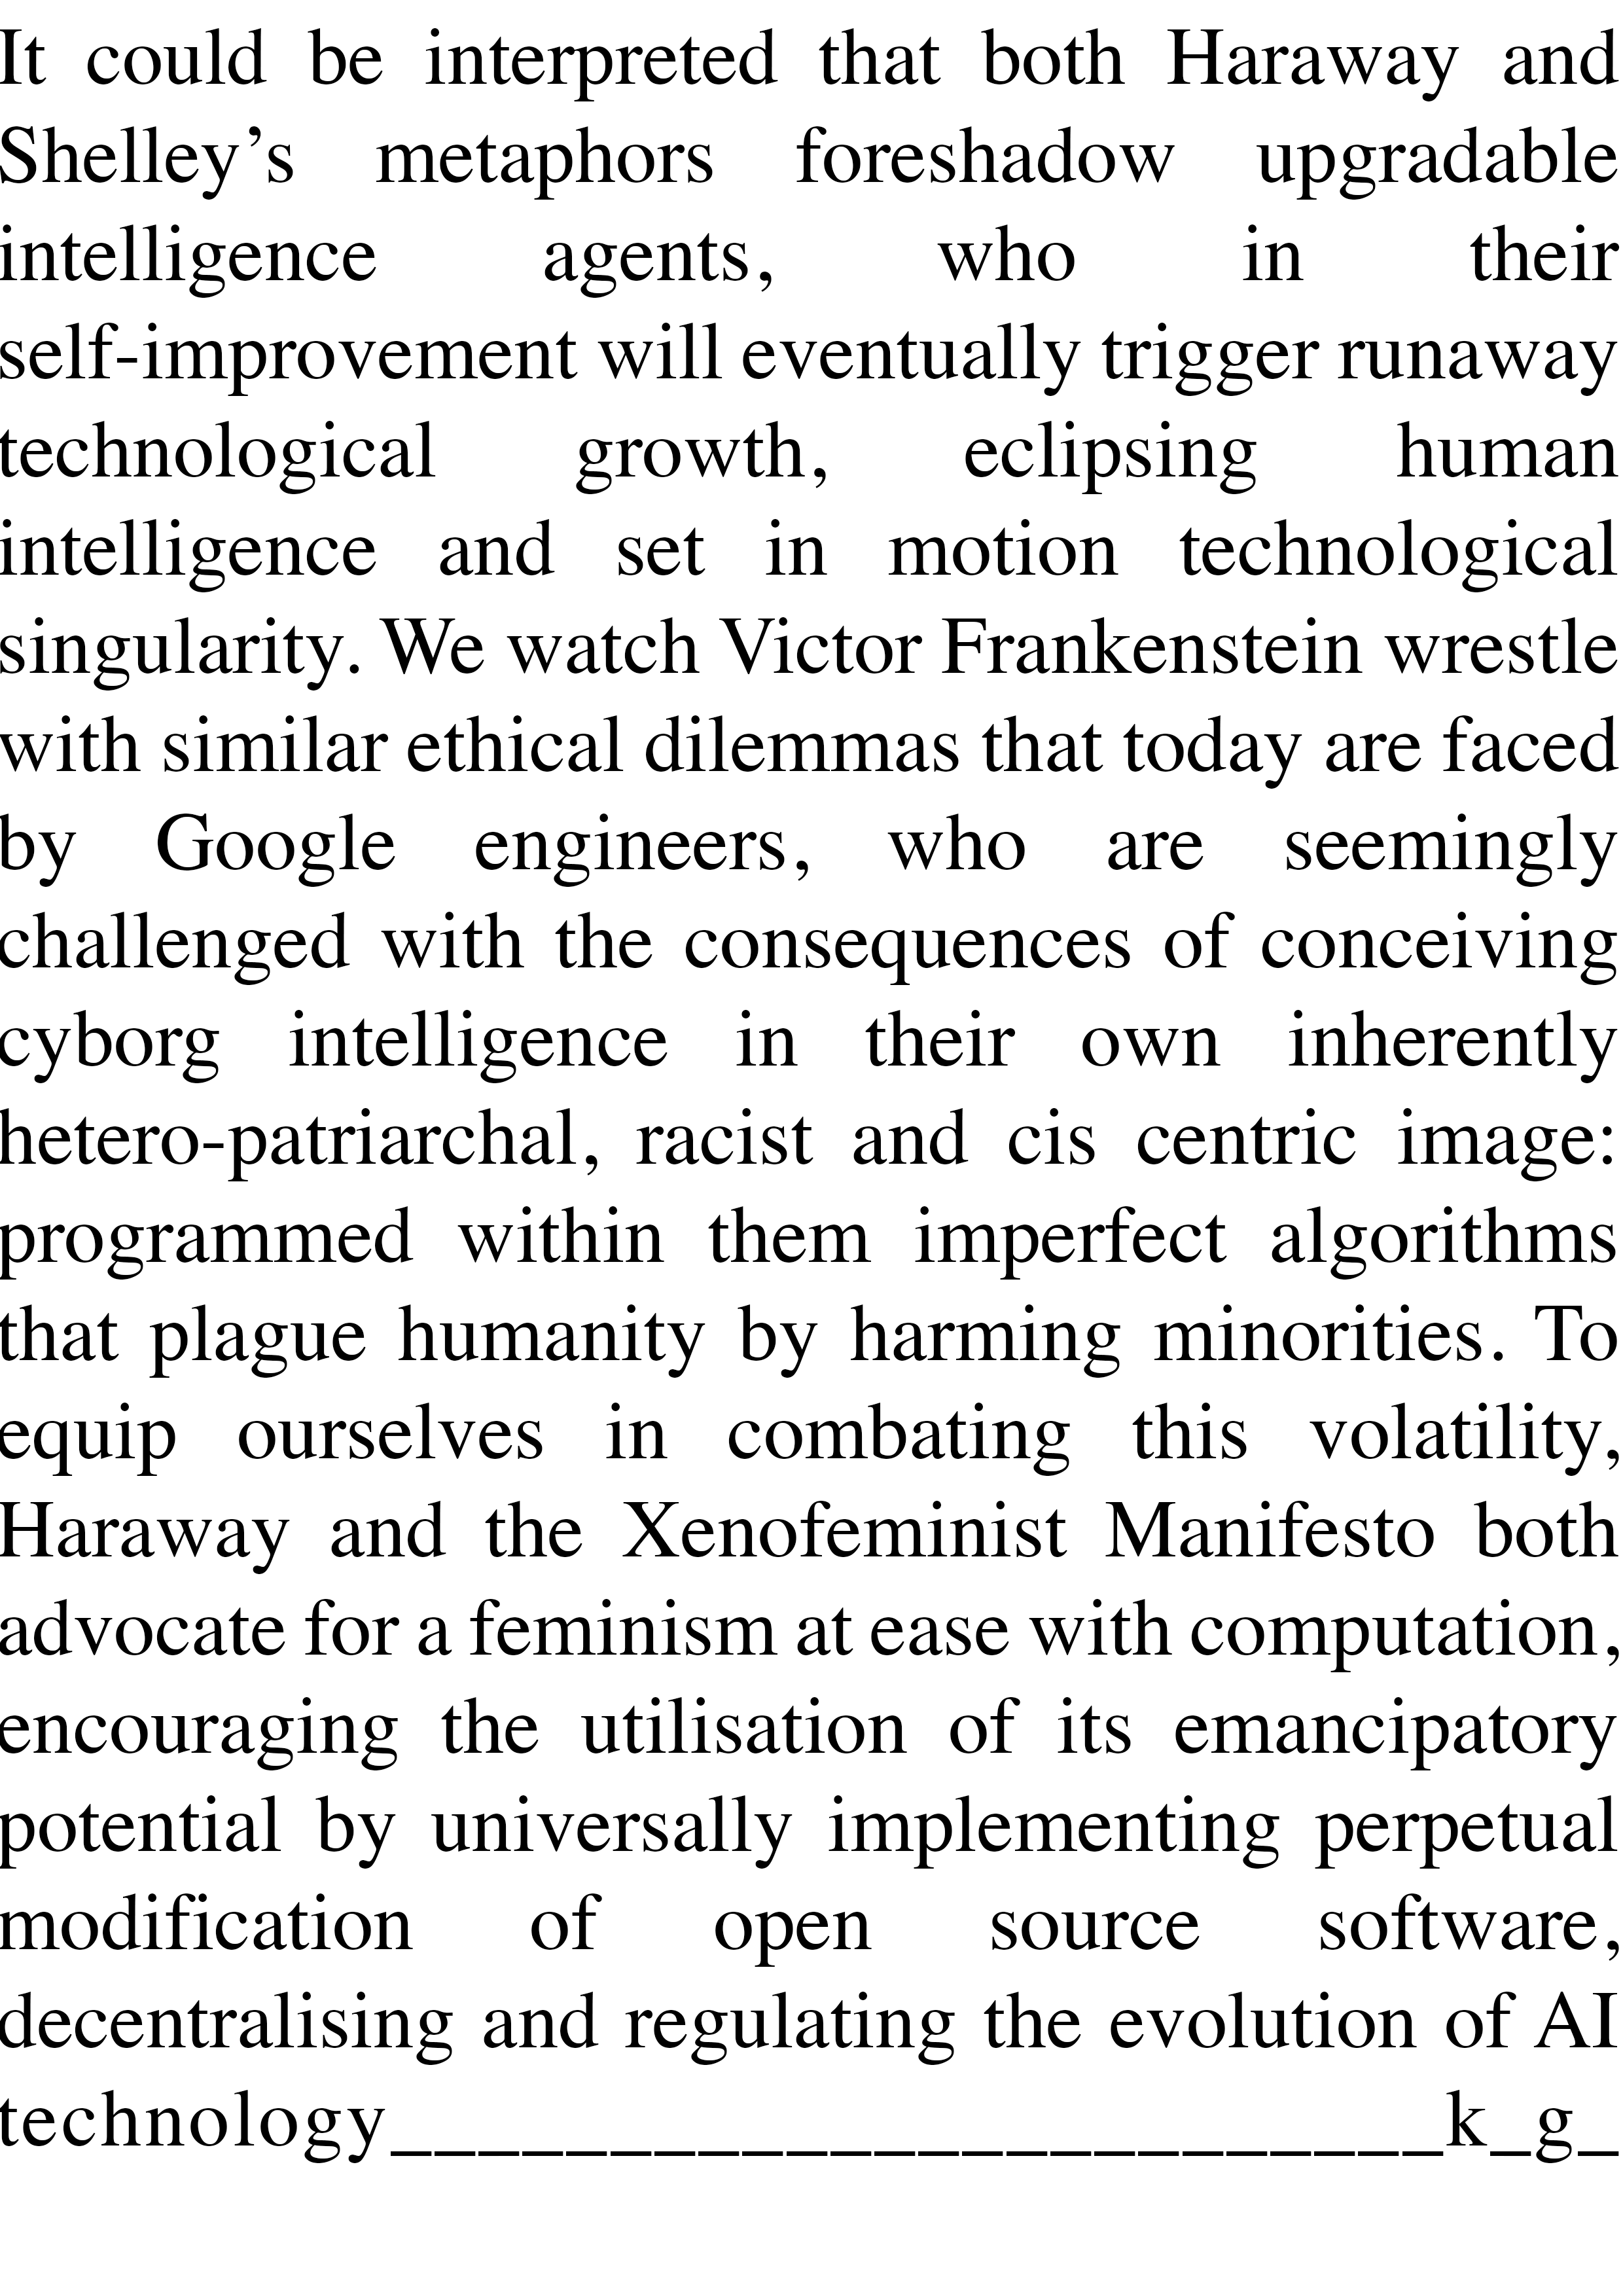 It could be interpreted that both Haraway and
Shelley’s metaphors foreshadow upgradable
intelligence agents, who in their
self-improvement will eventually trigger runaway
technological growth, eclipsing human
intelligence and set in motion technological
singularity. We watch Victor Frankenstein wrestle
with similar ethical dilemmas that today are faced
by Google engineers, who are seemingly
challenged with the consequences of conceiving
cyborg intelligence in their own inherently
hetero-patriarchal, racist and cis centric image:
programmed within them imperfect algorithms
that plague humanity by harming minorities. To
equip ourselves in combating this volatility,
Haraway and the Xenofeminist Manifesto both
advocate for a feminism at ease with computation,
encouraging the utilisation of its emancipatory
potential by universally implementing perpetual
modification of open source software,
decentralising and regulating the evolution of AI
technology________________________k_g_